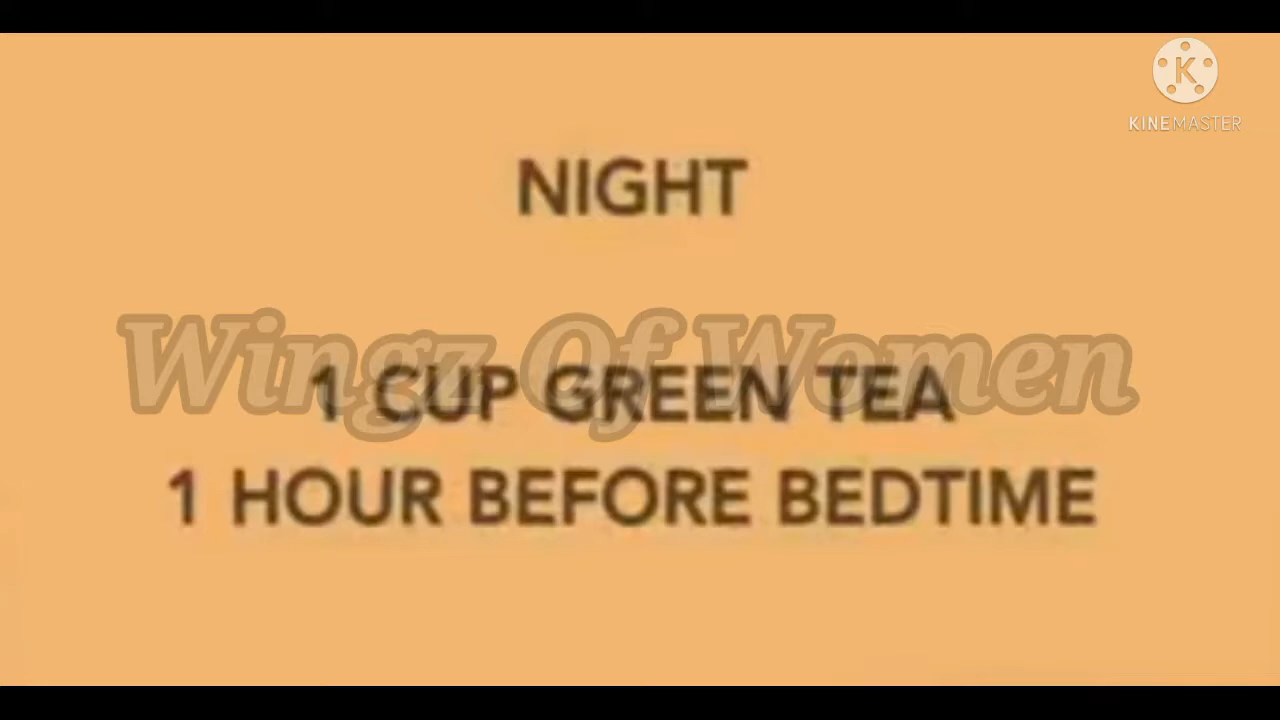 K
KINEMASTER
NIGHT
Wingz Of Women
1 CUP GREEN TEA
1 HOUR BEFORE BEDTIME